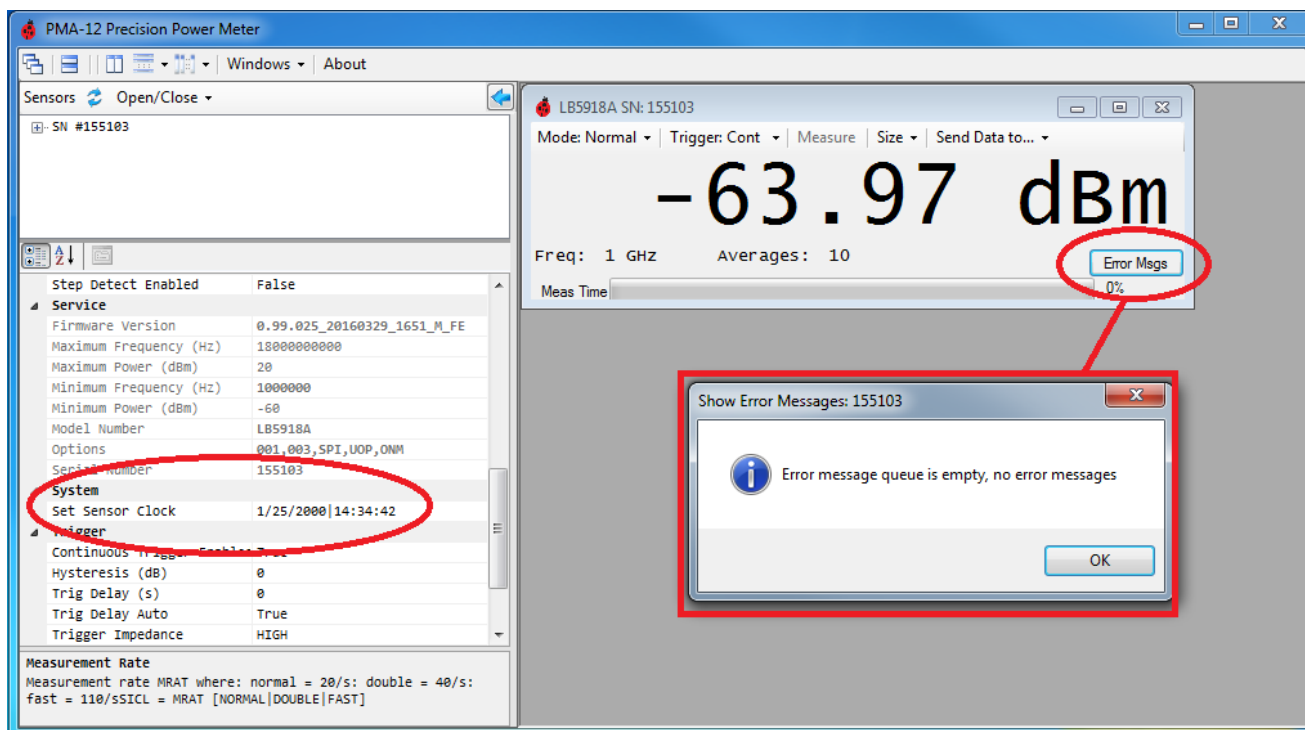 PMA-12 Precision Power Meter
Windows About
Sensors Open/Close
SN #155103
Step Detect Enabled False
Service
Firmware Version 0.99.025_20160329_1651_M_FE
Maximum Frequency (Hz) 18000000000
Maximum Power (dBm) 20
Minimum Frequency (Hz) 1000000
Minimum Power (dBm) -60
Model Number LB5918A
Options 001,003,SPI,UOP,ONM
Serial Number 155103
System
Set Sensor Clock 1/25/2000|14:34:42
Trigger
Continuous Trigger Enable True
Hysteresis (dB) 0
Trig Delay (s) 0
Trig Delay Auto True
Trigger Impedance HIGH
Measurement Rate
Measurement rate MRAT where: normal = 20/s: double = 40/s:
fast = 110/sSICL = MRAT [NORMAL|DOUBLE|FAST]
LB5918A SN: 155103
Mode: Normal Trigger: Cont Measure Size Send Data to...
-63.97 dBm
Freq: 1 GHz Averages: 10
Error Msgs
Meas Time 0%
Show Error Messages: 155103
Error message queue is empty, no error messages
OK